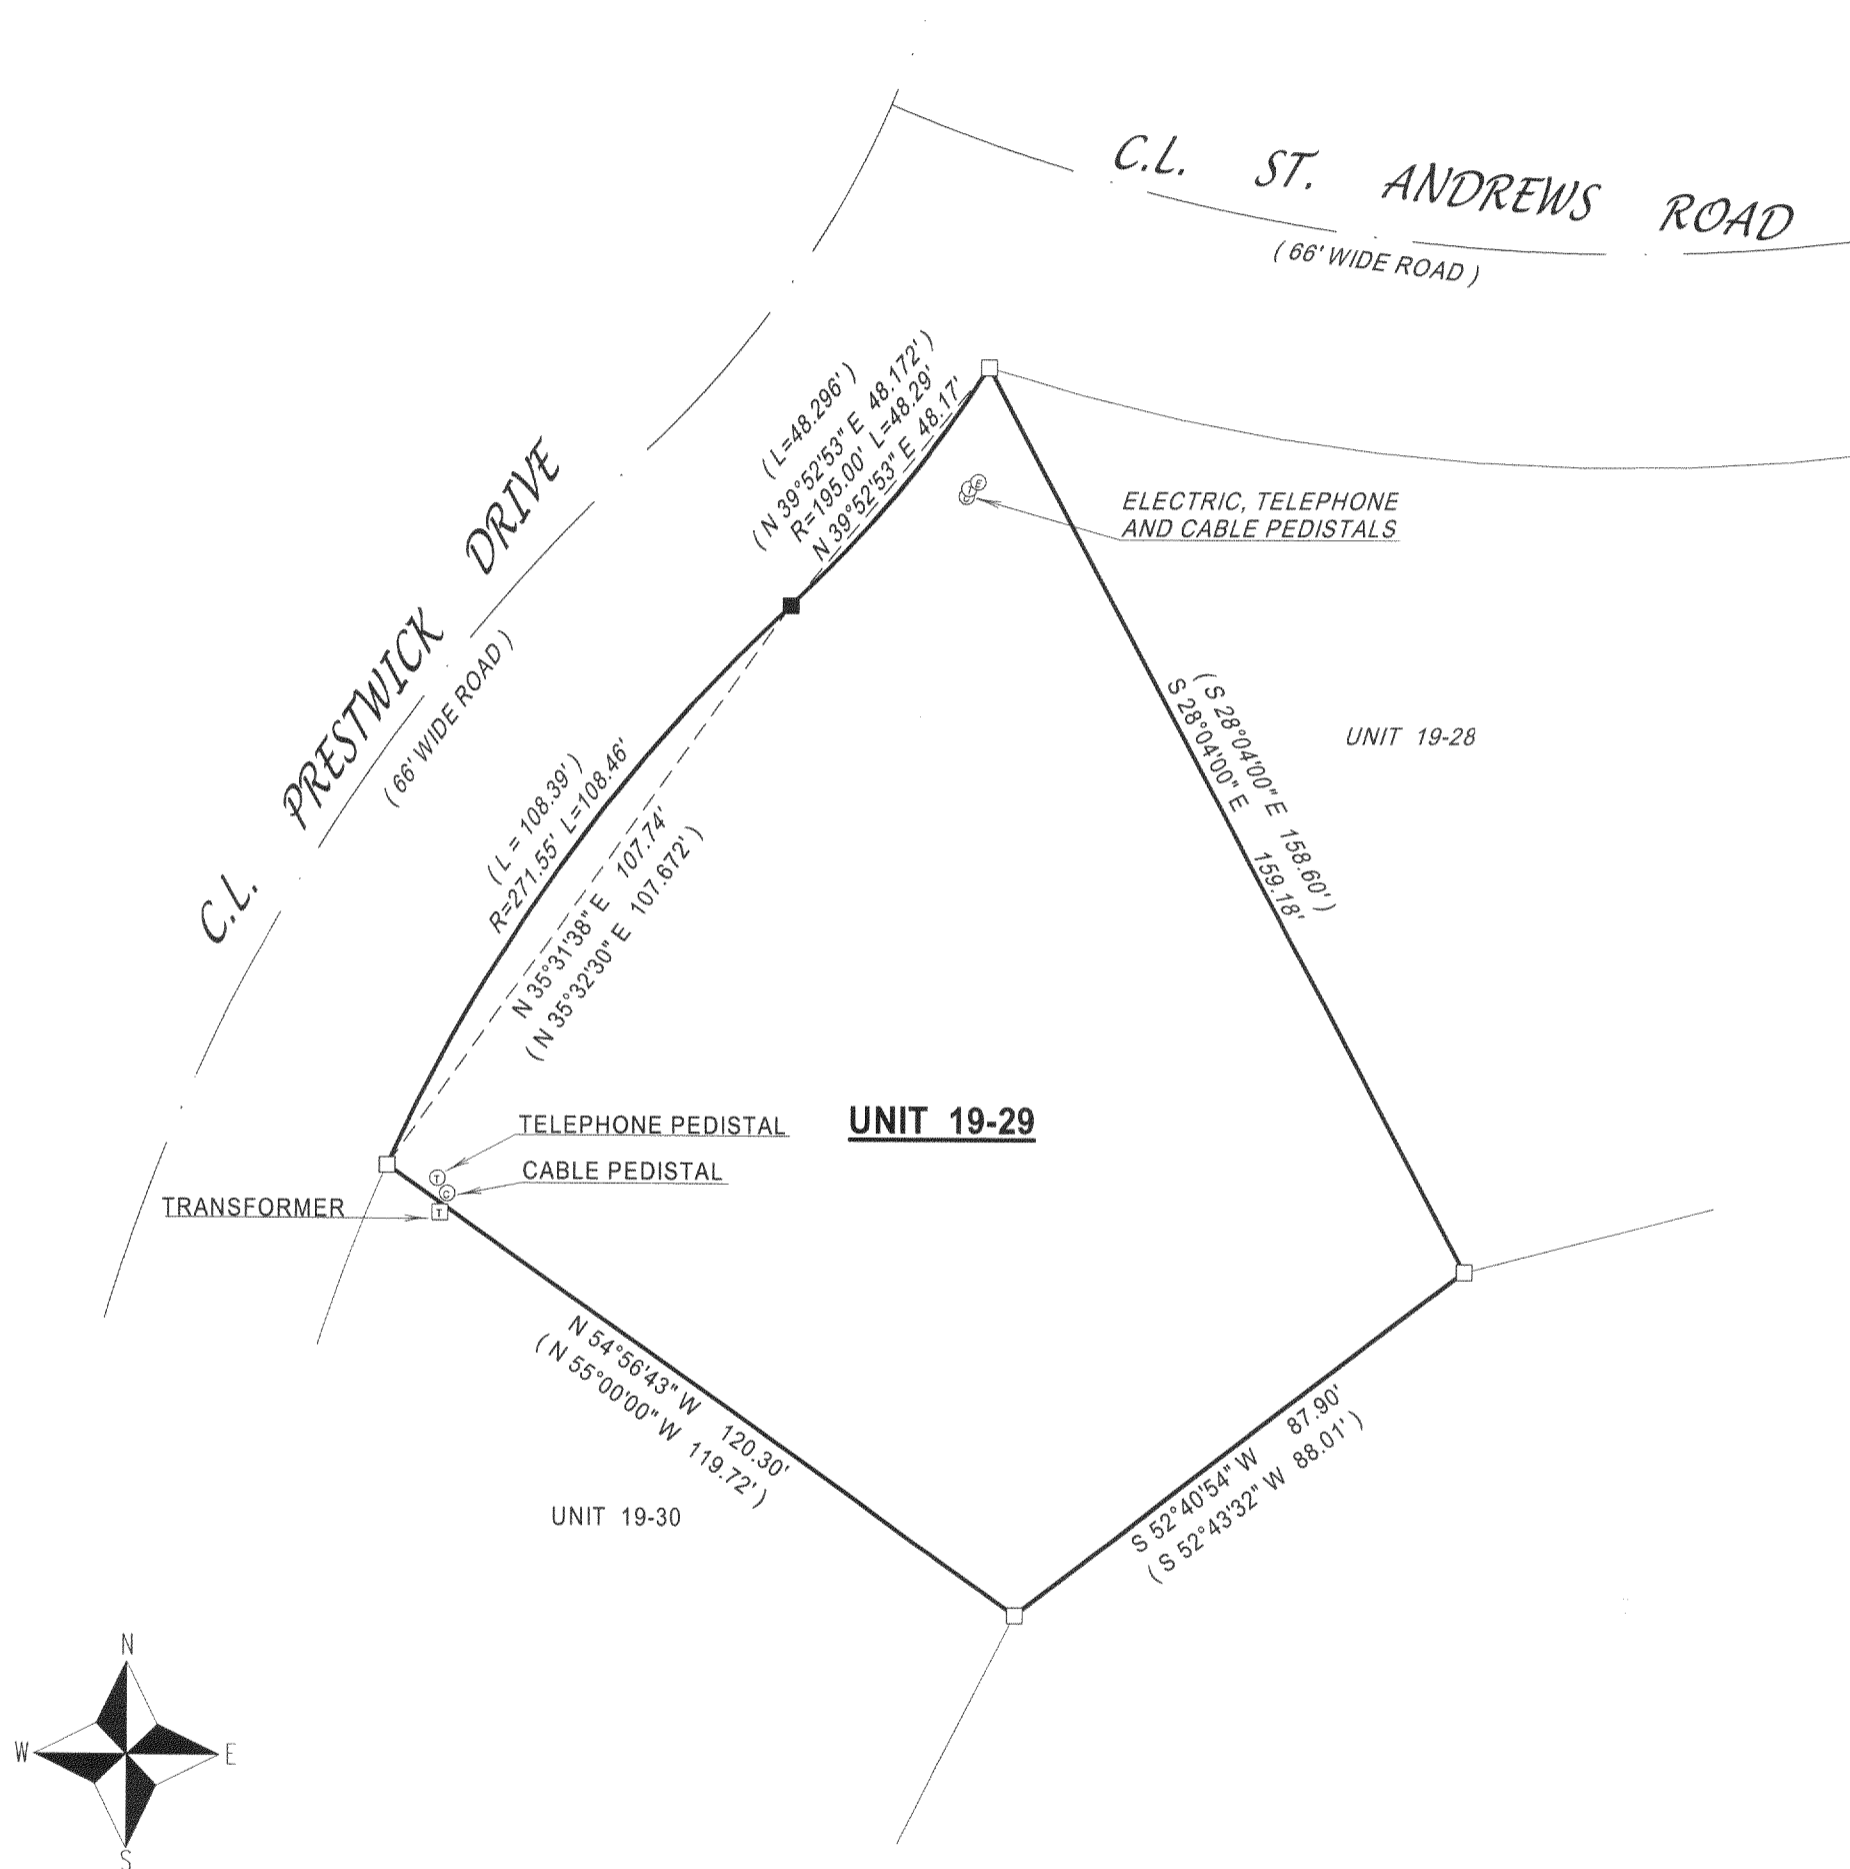 C.L. ST. ANDREWS ROAD
( 66' WIDE ROAD )
C.L. PRESTWICK DRIVE
( 66' WIDE ROAD )
( L=48.296' )
( N 39°52'53" E 48.172' )
R=195.00' L=48.29'
N 39°52'53" E 48.17'
E
T
C
ELECTRIC, TELEPHONE
AND CABLE PEDISTALS
( S 28°04'00" E 158.60' )
S 28°04'00" E 159.18'
UNIT 19-28
( L = 108.39' )
R=271.55' L=108.46'
N 35°31'38" E 107.74'
( N 35°32'30" E 107.672' )
TELEPHONE PEDISTAL
UNIT 19-29
T
CABLE PEDISTAL
C
TRANSFORMER
T
N 54°56'43" W 120.30'
( N 55°00'00" W 119.72' )
S 52°40'54" W 87.90'
( S 52°43'32" W 88.01' )
UNIT 19-30
N
W
E
S